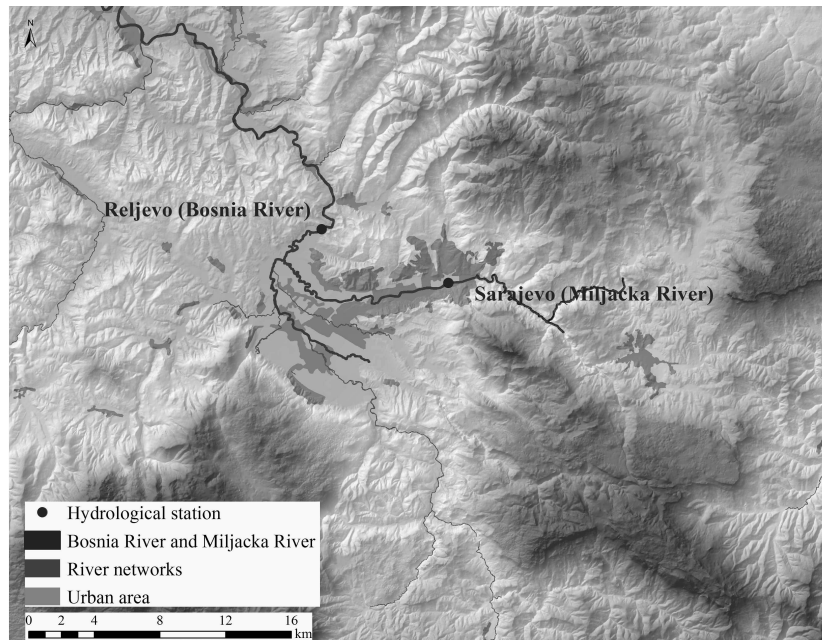 N
Reljevo (Bosnia River)
Sarajevo (Miljacka River)
Hydrological station
Bosnia River and Miljacka River
River networks
Urban area
0 2 4 8 12 16
km